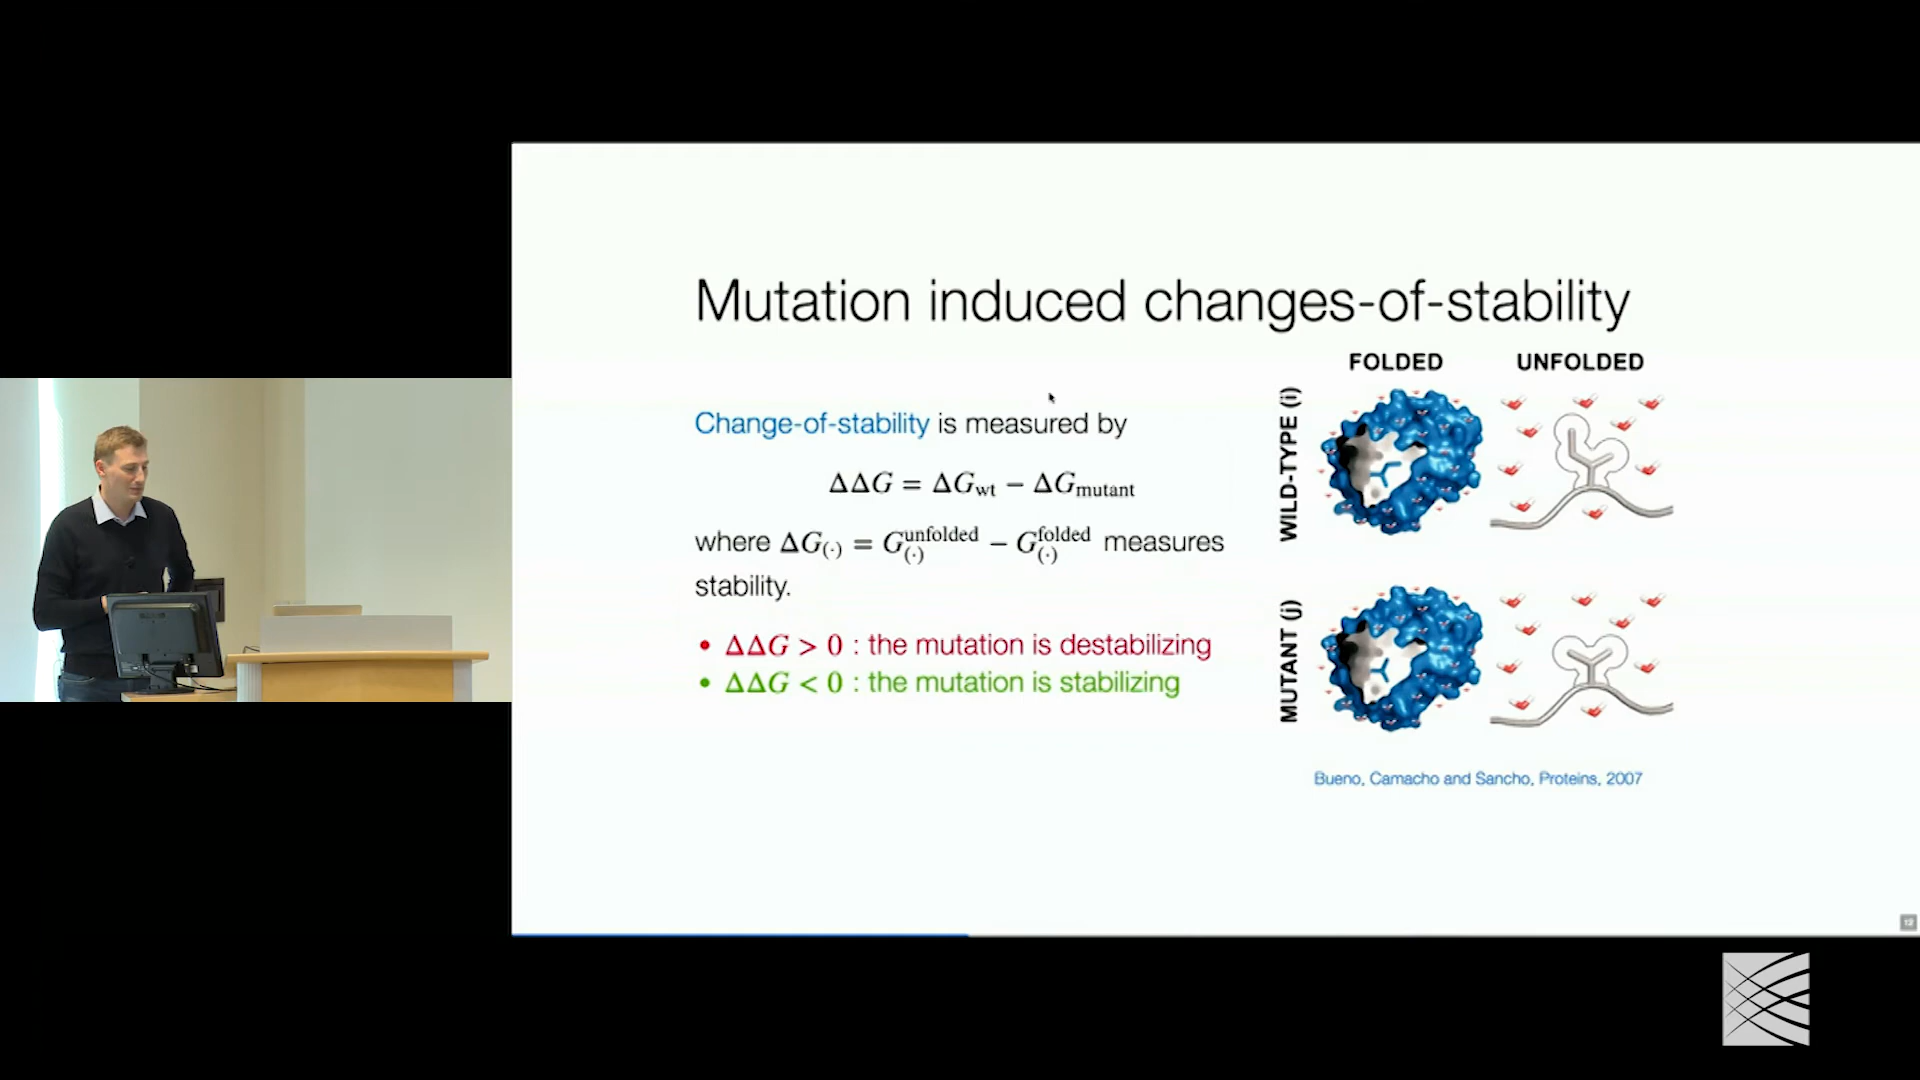 Mutation induced changes-of-stability
Change-of-stability is measured by
ΔΔG = ΔG_wt − ΔG_mutant
where ΔG_(·) = G_(·)^unfolded − G_(·)^folded measures
stability.
• ΔΔG > 0 : the mutation is destabilizing
• ΔΔG < 0 : the mutation is stabilizing
FOLDED UNFOLDED
WILD-TYPE (i)
MUTANT (j)
Bueno, Camacho and Sancho, Proteins, 2007
12